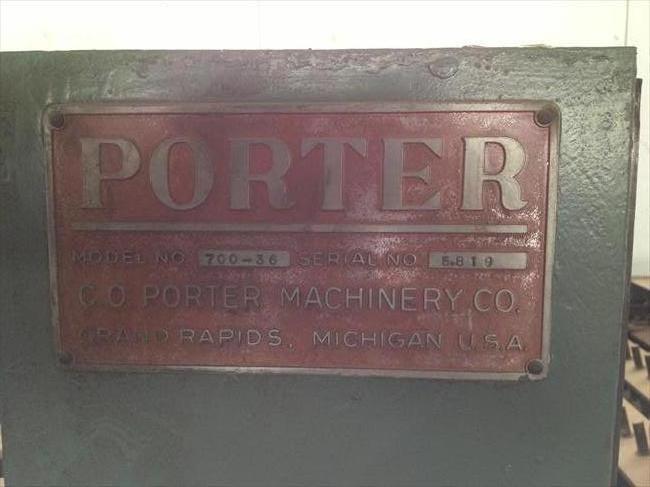 PORTER
MODEL NO 700-36 SERIAL NO 5819
C.O. PORTER MACHINERY CO.
GRAND RAPIDS, MICHIGAN U.S.A.